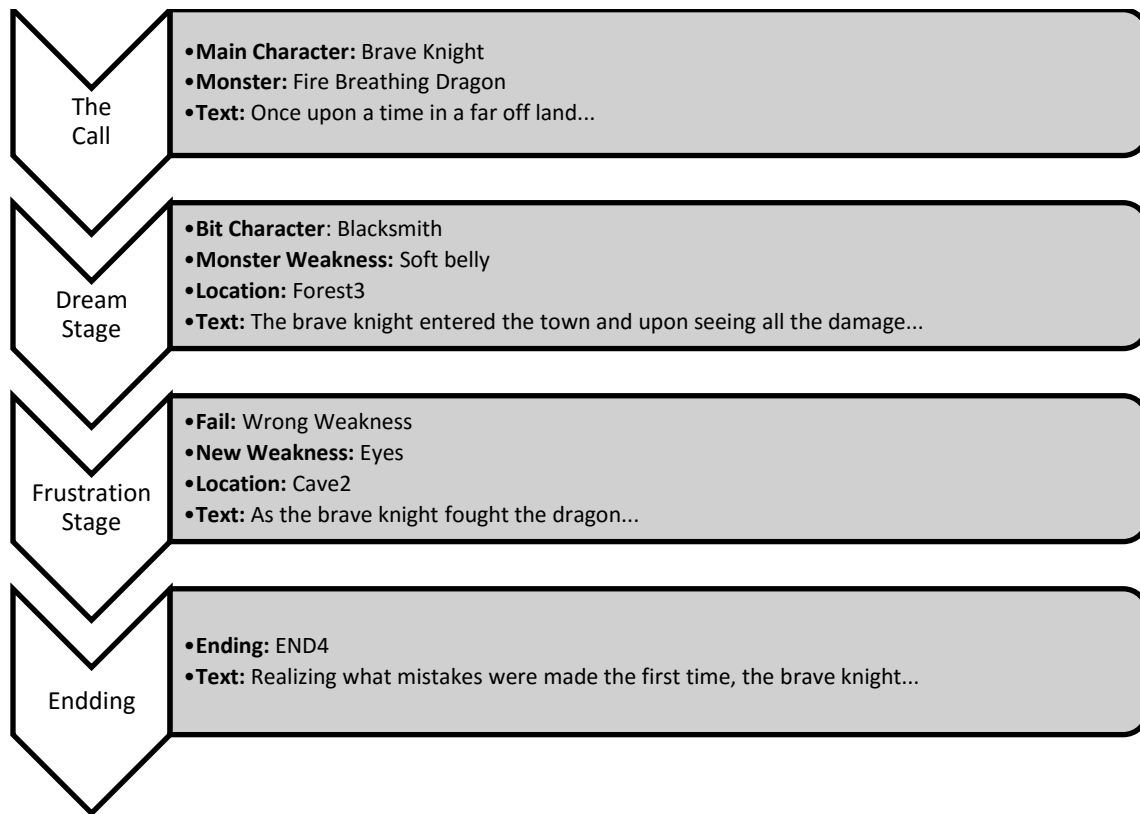 The
Call
•Main Character: Brave Knight
•Monster: Fire Breathing Dragon
•Text: Once upon a time in a far off land...
Dream
Stage
•Bit Character: Blacksmith
•Monster Weakness: Soft belly
•Location: Forest3
•Text: The brave knight entered the town and upon seeing all the damage...
Frustration
Stage
•Fail: Wrong Weakness
•New Weakness: Eyes
•Location: Cave2
•Text: As the brave knight fought the dragon...
Endding
•Ending: END4
•Text: Realizing what mistakes were made the first time, the brave knight...